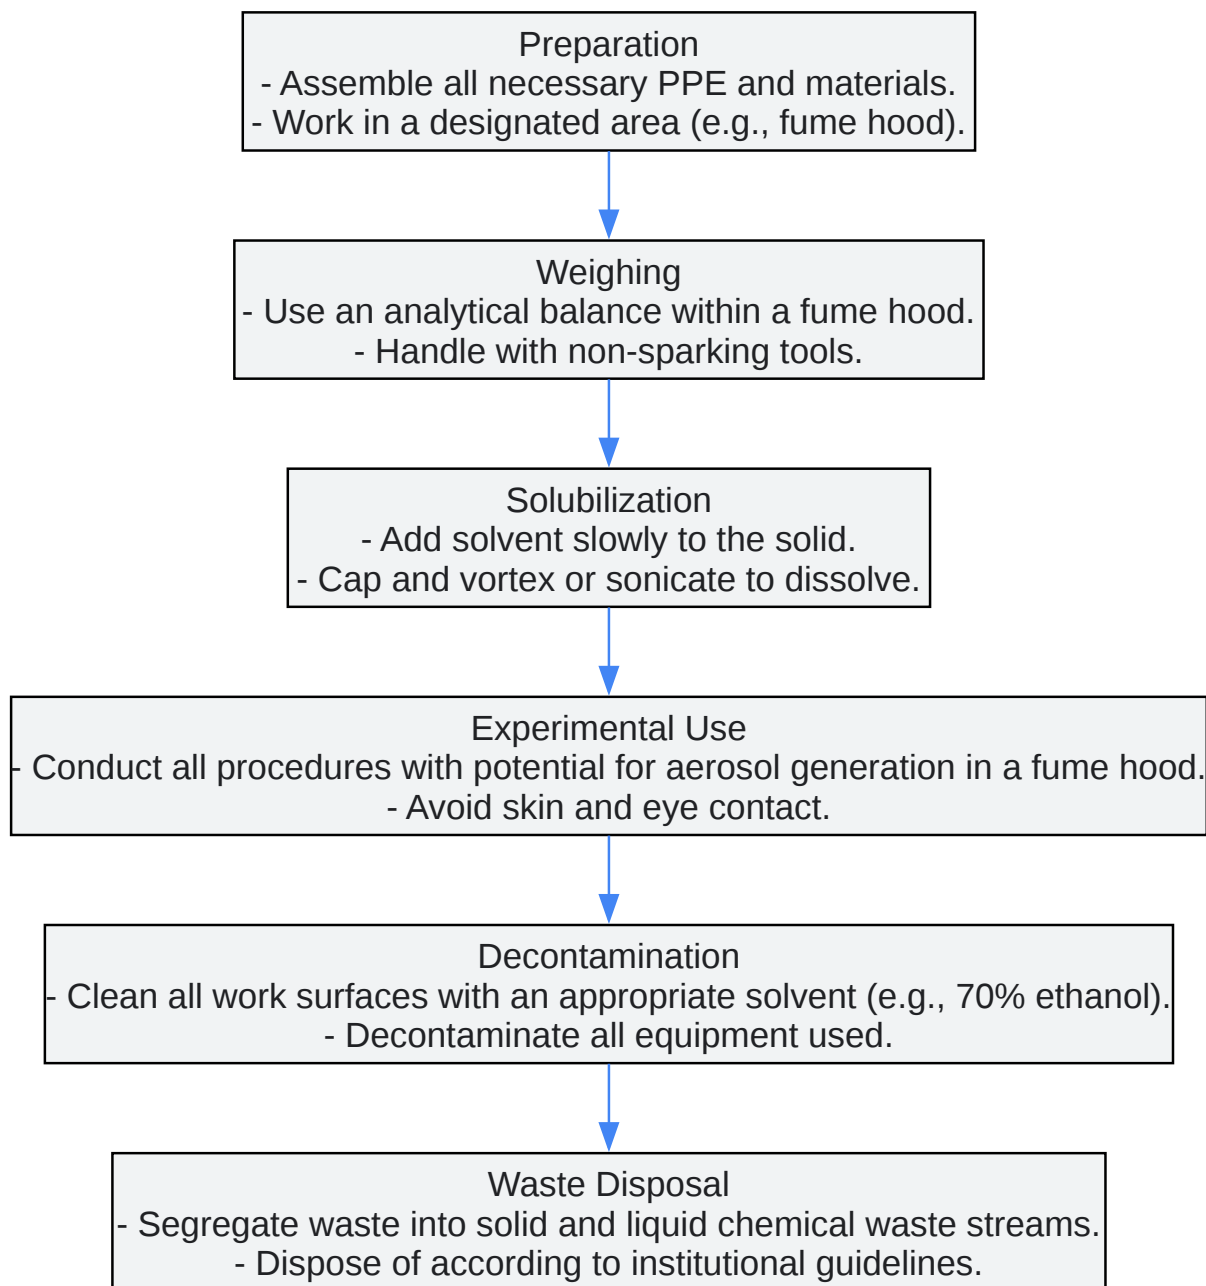 Preparation
- Assemble all necessary PPE and materials.
- Work in a designated area (e.g., fume hood).
Weighing
- Use an analytical balance within a fume hood.
- Handle with non-sparking tools.
Solubilization
- Add solvent slowly to the solid.
- Cap and vortex or sonicate to dissolve.
Experimental Use
- Conduct all procedures with potential for aerosol generation in a fume hood.
- Avoid skin and eye contact.
Decontamination
- Clean all work surfaces with an appropriate solvent (e.g., 70% ethanol).
- Decontaminate all equipment used.
Waste Disposal
- Segregate waste into solid and liquid chemical waste streams.
- Dispose of according to institutional guidelines.